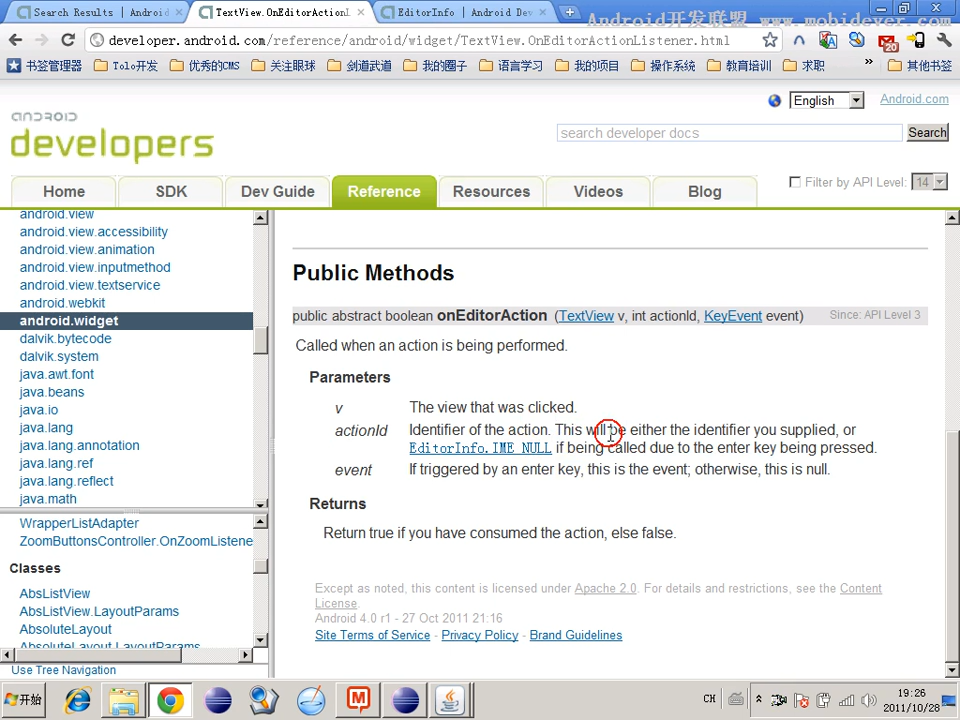 Search Results | Android
TextView.OnEditorActionL
EditorInfo | Android Dev
Android开发联盟 www.mobidever.com
developer.android.com/reference/android/widget/TextView.OnEditorActionListener.html
20
书签管理器 Tolo开发 优秀的CMS 关注眼球 剑道武道 我的圈子 语言学习 我的项目 操作系统 教育培训 求职 » 其他书签
English Android.com
android
developers
search developer docs Search
Home SDK Dev Guide Reference Resources Videos Blog
Filter by API Level: 14
android.view
android.view.accessibility
android.view.animation
android.view.inputmethod
android.view.textservice
android.webkit
android.widget
dalvik.bytecode
dalvik.system
java.awt.font
java.beans
java.io
java.lang
java.lang.annotation
java.lang.ref
java.lang.reflect
java.math
WrapperListAdapter
ZoomButtonsController.OnZoomListene
Classes
AbsListView
AbsListView.LayoutParams
AbsoluteLayout
AbsoluteLayout.LayoutParams
Use Tree Navigation
Public Methods
public abstract boolean onEditorAction (TextView v, int actionId, KeyEvent event) Since: API Level 3
Called when an action is being performed.
Parameters
v The view that was clicked.
actionId Identifier of the action. This will be either the identifier you supplied, or
EditorInfo.IME_NULL if being called due to the enter key being pressed.
event If triggered by an enter key, this is the event; otherwise, this is null.
Returns
Return true if you have consumed the action, else false.
Except as noted, this content is licensed under Apache 2.0. For details and restrictions, see the Content
License.
Android 4.0 r1 - 27 Oct 2011 21:16
Site Terms of Service - Privacy Policy - Brand Guidelines
开始
CH
19:26
2011/10/28